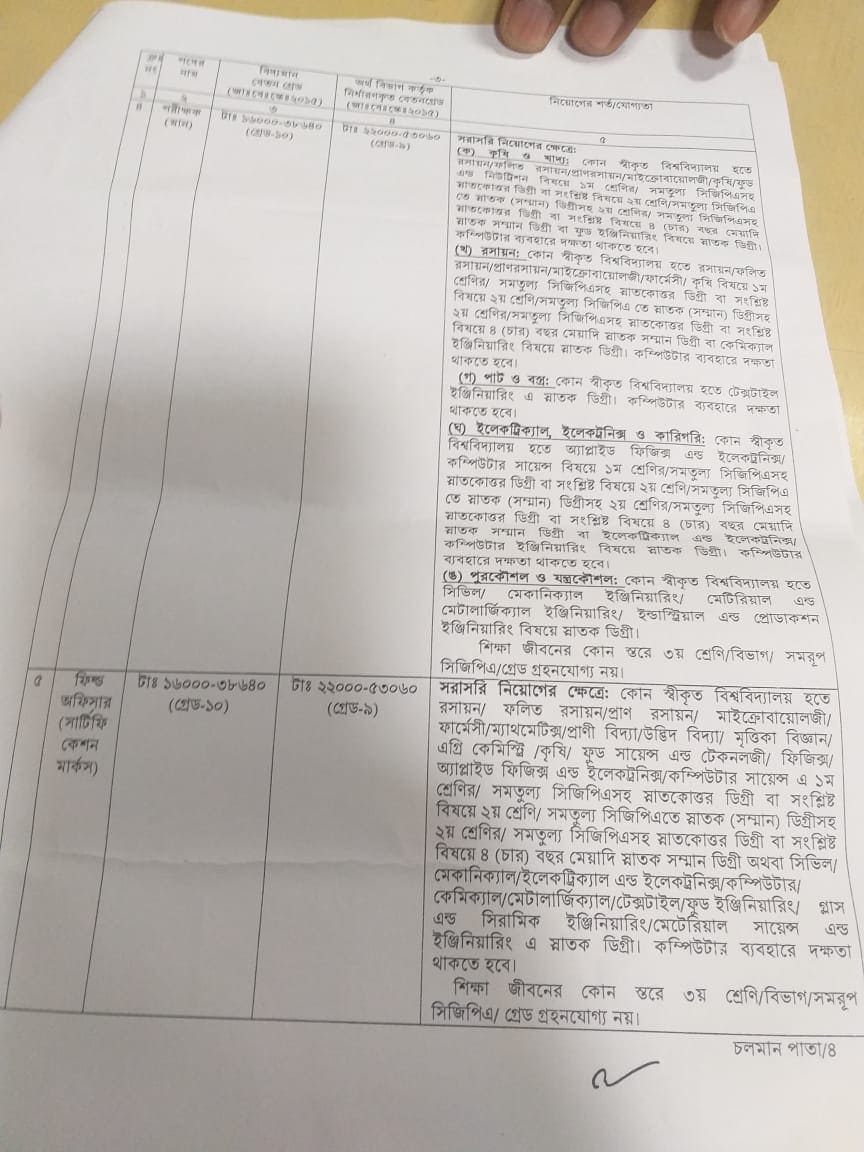 -৩-
ক্রঃ নং
পদের নাম
বিদ্যমান
বেতন গ্রেড
(জাঃবেঃস্কেঃ২০১৫)
অর্থ বিভাগ কর্তৃক
নির্ধারণকৃত বেতনগ্রেড
(জাঃবেঃস্কেঃ২০১৫)
নিয়োগের শর্ত/যোগ্যতা
১
২
৩
৪
৫
৪
পরীক্ষক
(মান)
টাঃ ১৬০০০-৩৮৬৪০
(গ্রেড-১০)
টাঃ ২২০০০-৫৩০৬০
(গ্রেড-৯)
সরাসরি নিয়োগের ক্ষেত্রে:
(ক) কৃষি ও খাদ্য: কোন স্বীকৃত বিশ্ববিদ্যালয় হতে
রসায়ন/ফলিত রসায়ন/প্রাণরসায়ন/মাইক্রোবায়োলজী/কৃষি/ফুড
এন্ড নিউট্রিশন বিষয়ে ১ম শ্রেণির/ সমতুল্য সিজিপিএসহ
স্নাতকোত্তর ডিগ্রী বা সংশ্লিষ্ট বিষয়ে ২য় শ্রেণি/সমতুল্য সিজিপিএ
তে স্নাতক (সম্মান) ডিগ্রীসহ ২য় শ্রেণির/ সমতুল্য সিজিপিএসহ
স্নাতকোত্তর ডিগ্রী বা সংশ্লিষ্ট বিষয়ে ৪ (চার) বছর মেয়াদি
স্নাতক সম্মান ডিগ্রী বা ফুড ইঞ্জিনিয়ারিং বিষয়ে স্নাতক ডিগ্রী।
কম্পিউটার ব্যবহারে দক্ষতা থাকতে হবে।
(খ) রসায়ন: কোন স্বীকৃত বিশ্ববিদ্যালয় হতে রসায়ন/ফলিত
রসায়ন/প্রাণরসায়ন/মাইক্রোবায়োলজী/ফার্মেসী/ কৃষি বিষয়ে ১ম
শ্রেণির/ সমতুল্য সিজিপিএসহ স্নাতকোত্তর ডিগ্রী বা সংশ্লিষ্ট
বিষয়ে ২য় শ্রেণি/সমতুল্য সিজিপিএ তে স্নাতক (সম্মান) ডিগ্রীসহ
২য় শ্রেণির/সমতুল্য সিজিপিএসহ স্নাতকোত্তর ডিগ্রী বা সংশ্লিষ্ট
বিষয়ে ৪ (চার) বছর মেয়াদি স্নাতক সম্মান ডিগ্রী বা কেমিক্যাল
ইঞ্জিনিয়ারিং বিষয়ে স্নাতক ডিগ্রী। কম্পিউটার ব্যবহারে দক্ষতা
থাকতে হবে।
(গ) পাট ও বস্ত্র: কোন স্বীকৃত বিশ্ববিদ্যালয় হতে টেক্সটাইল
ইঞ্জিনিয়ারিং এ স্নাতক ডিগ্রী। কম্পিউটার ব্যবহারে দক্ষতা
থাকতে হবে।
(ঘ) ইলেকট্রিক্যাল, ইলেকট্রনিক্স ও কারিগরি: কোন স্বীকৃত
বিশ্ববিদ্যালয় হতে অ্যাপ্লাইড ফিজিক্স এন্ড ইলেকট্রনিক্স/
কম্পিউটার সায়েন্স বিষয়ে ১ম শ্রেণির/সমতুল্য সিজিপিএসহ
স্নাতকোত্তর ডিগ্রী বা সংশ্লিষ্ট বিষয়ে ২য় শ্রেণি/সমতুল্য সিজিপিএ
তে স্নাতক (সম্মান) ডিগ্রীসহ ২য় শ্রেণির/সমতুল্য সিজিপিএসহ
স্নাতকোত্তর ডিগ্রী বা সংশ্লিষ্ট বিষয়ে ৪ (চার) বছর মেয়াদি
স্নাতক সম্মান ডিগ্রী বা ইলেকট্রিক্যাল এন্ড ইলেকট্রনিক্স/
কম্পিউটার ইঞ্জিনিয়ারিং বিষয়ে স্নাতক ডিগ্রী। কম্পিউটার
ব্যবহারে দক্ষতা থাকতে হবে।
(ঙ) পুরকৌশল ও যন্ত্রকৌশল: কোন স্বীকৃত বিশ্ববিদ্যালয় হতে
সিভিল/ মেকানিক্যাল ইঞ্জিনিয়ারিং/ মেটিরিয়াল এন্ড
মেটালার্জিক্যাল ইঞ্জিনিয়ারিং/ ইন্ডাস্ট্রিয়াল এন্ড প্রোডাকশন
ইঞ্জিনিয়ারিং বিষয়ে স্নাতক ডিগ্রী।
শিক্ষা জীবনের কোন স্তরে ৩য় শ্রেণি/বিভাগ/ সমরূপ
সিজিপিএ/গ্রেড গ্রহনযোগ্য নয়।
৫
ফিল্ড
অফিসার
(সার্টিফি
কেশন
মার্কস)
টাঃ ১৬০০০-৩৮৬৪০
(গ্রেড-১০)
টাঃ ২২০০০-৫৩০৬০
(গ্রেড-৯)
সরাসরি নিয়োগের ক্ষেত্রে: কোন স্বীকৃত বিশ্ববিদ্যালয় হতে
রসায়ন/ ফলিত রসায়ন/প্রাণ রসায়ন/ মাইক্রোবায়োলজী/
ফার্মেসী/ম্যাথমেটিক্স/প্রাণী বিদ্যা/উদ্ভিদ বিদ্যা/ মৃত্তিকা বিজ্ঞান/
এগ্রি কেমিস্ট্রি /কৃষি/ ফুড সায়েন্স এন্ড টেকনলজী/ ফিজিক্স/
অ্যাপ্লাইড ফিজিক্স এন্ড ইলেকট্রনিক্স/কম্পিউটার সায়েন্স এ ১ম
শ্রেণির/ সমতুল্য সিজিপিএসহ স্নাতকোত্তর ডিগ্রী বা সংশ্লিষ্ট
বিষয়ে ২য় শ্রেণি/ সমতুল্য সিজিপিএতে স্নাতক (সম্মান) ডিগ্রীসহ
২য় শ্রেণির/ সমতুল্য সিজিপিএসহ স্নাতকোত্তর ডিগ্রী বা সংশ্লিষ্ট
বিষয়ে ৪ (চার) বছর মেয়াদি স্নাতক সম্মান ডিগ্রী অথবা সিভিল/
মেকানিক্যাল/ইলেকট্রিক্যাল এন্ড ইলেকট্রনিক্স/কম্পিউটার/
কেমিক্যাল/মেটালার্জিক্যাল/টেক্সটাইল/ফুড ইঞ্জিনিয়ারিং/ গ্লাস
এন্ড সিরামিক ইঞ্জিনিয়ারিং/মেটেরিয়াল সায়েন্স এন্ড
ইঞ্জিনিয়ারিং এ স্নাতক ডিগ্রী। কম্পিউটার ব্যবহারে দক্ষতা
থাকতে হবে।
শিক্ষা জীবনের কোন স্তরে ৩য় শ্রেণি/বিভাগ/সমরূপ
সিজিপিএ/ গ্রেড গ্রহনযোগ্য নয়।
চলমান পাতা/৪